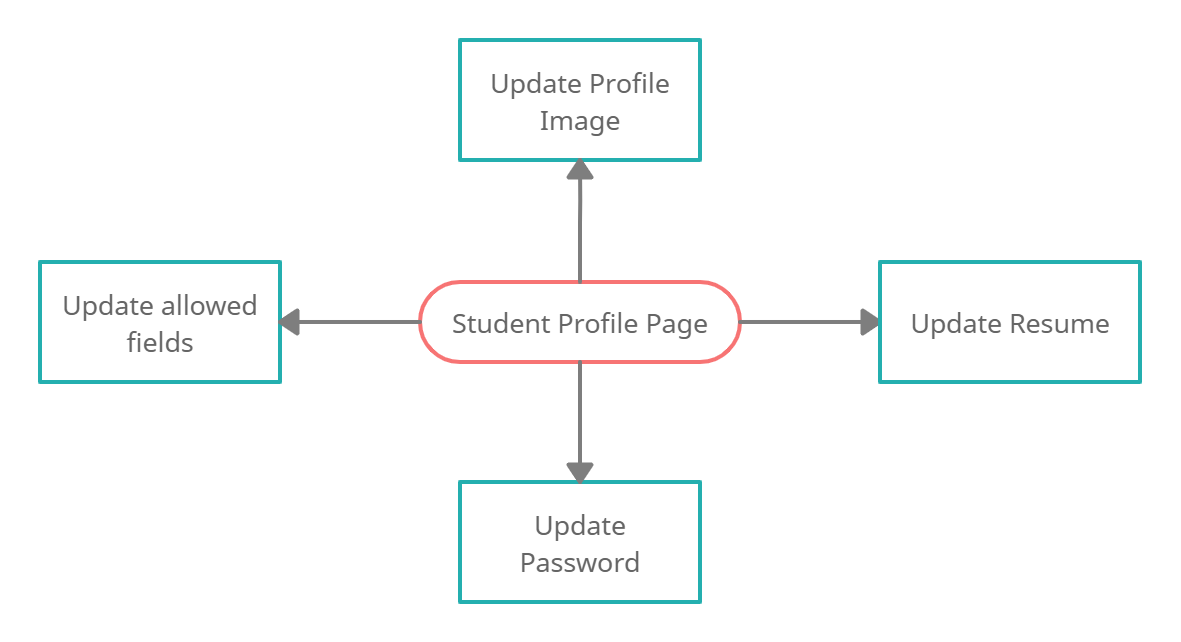 Update Profile
Image
Update allowed
fields
Student Profile Page
Update Resume
Update
Password